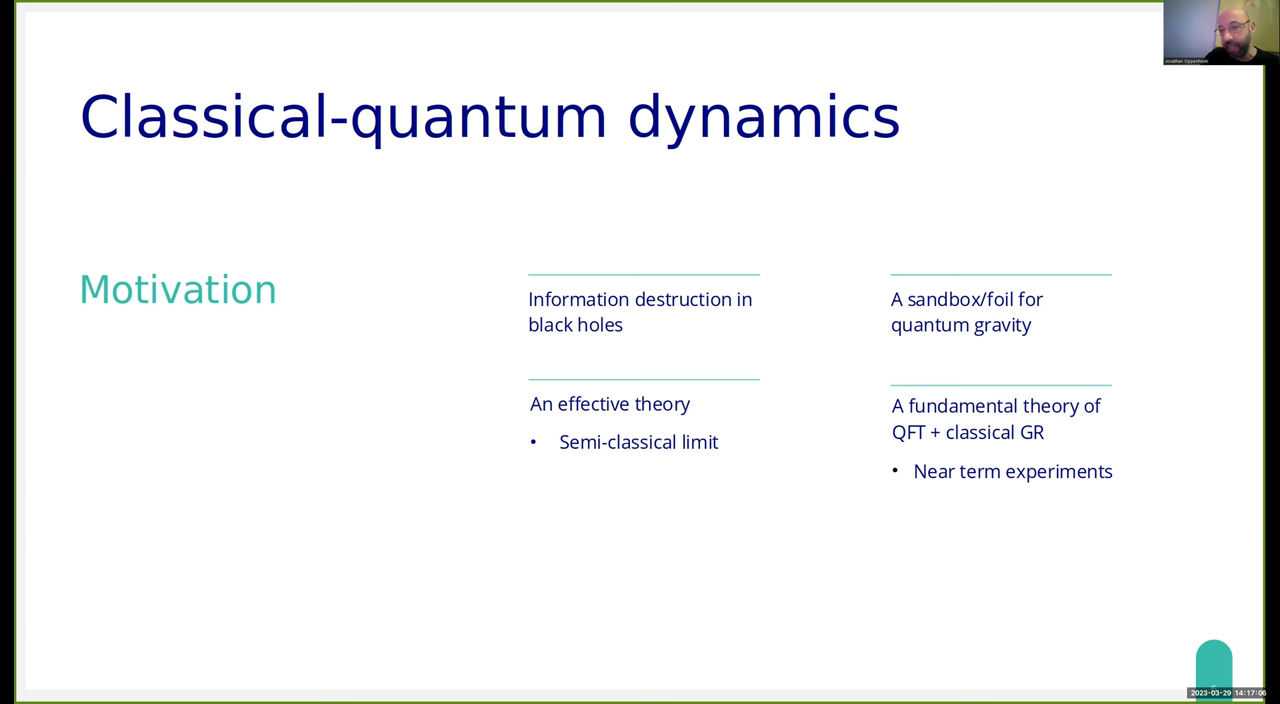 Jonathan Oppenheim
Classical-quantum dynamics
Motivation
Information destruction in
black holes
An effective theory
• Semi-classical limit
A sandbox/foil for
quantum gravity
A fundamental theory of
QFT + classical GR
• Near term experiments
2023-03-29 14:17:06